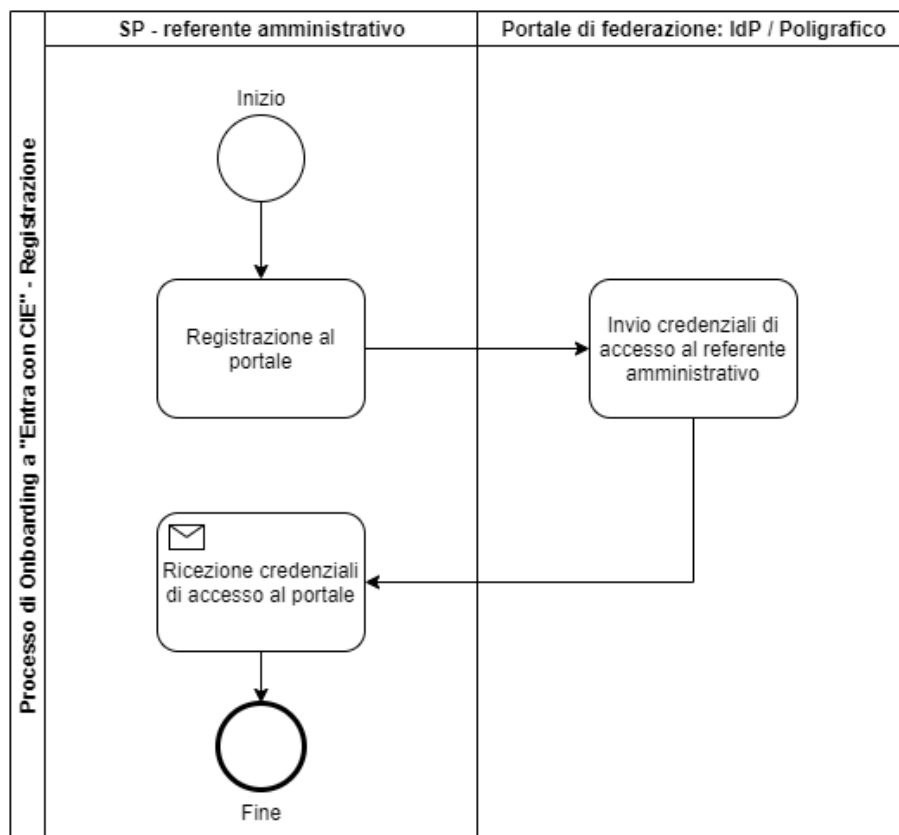 SP - referente amministrativo
Portale di federazione: IdP / Poligrafico
Processo di Onboarding a "Entra con CIE" - Registrazione
Inizio
Registrazione al
portale
Invio credenziali di
accesso al referente
amministrativo
Ricezione credenziali
di accesso al portale
Fine